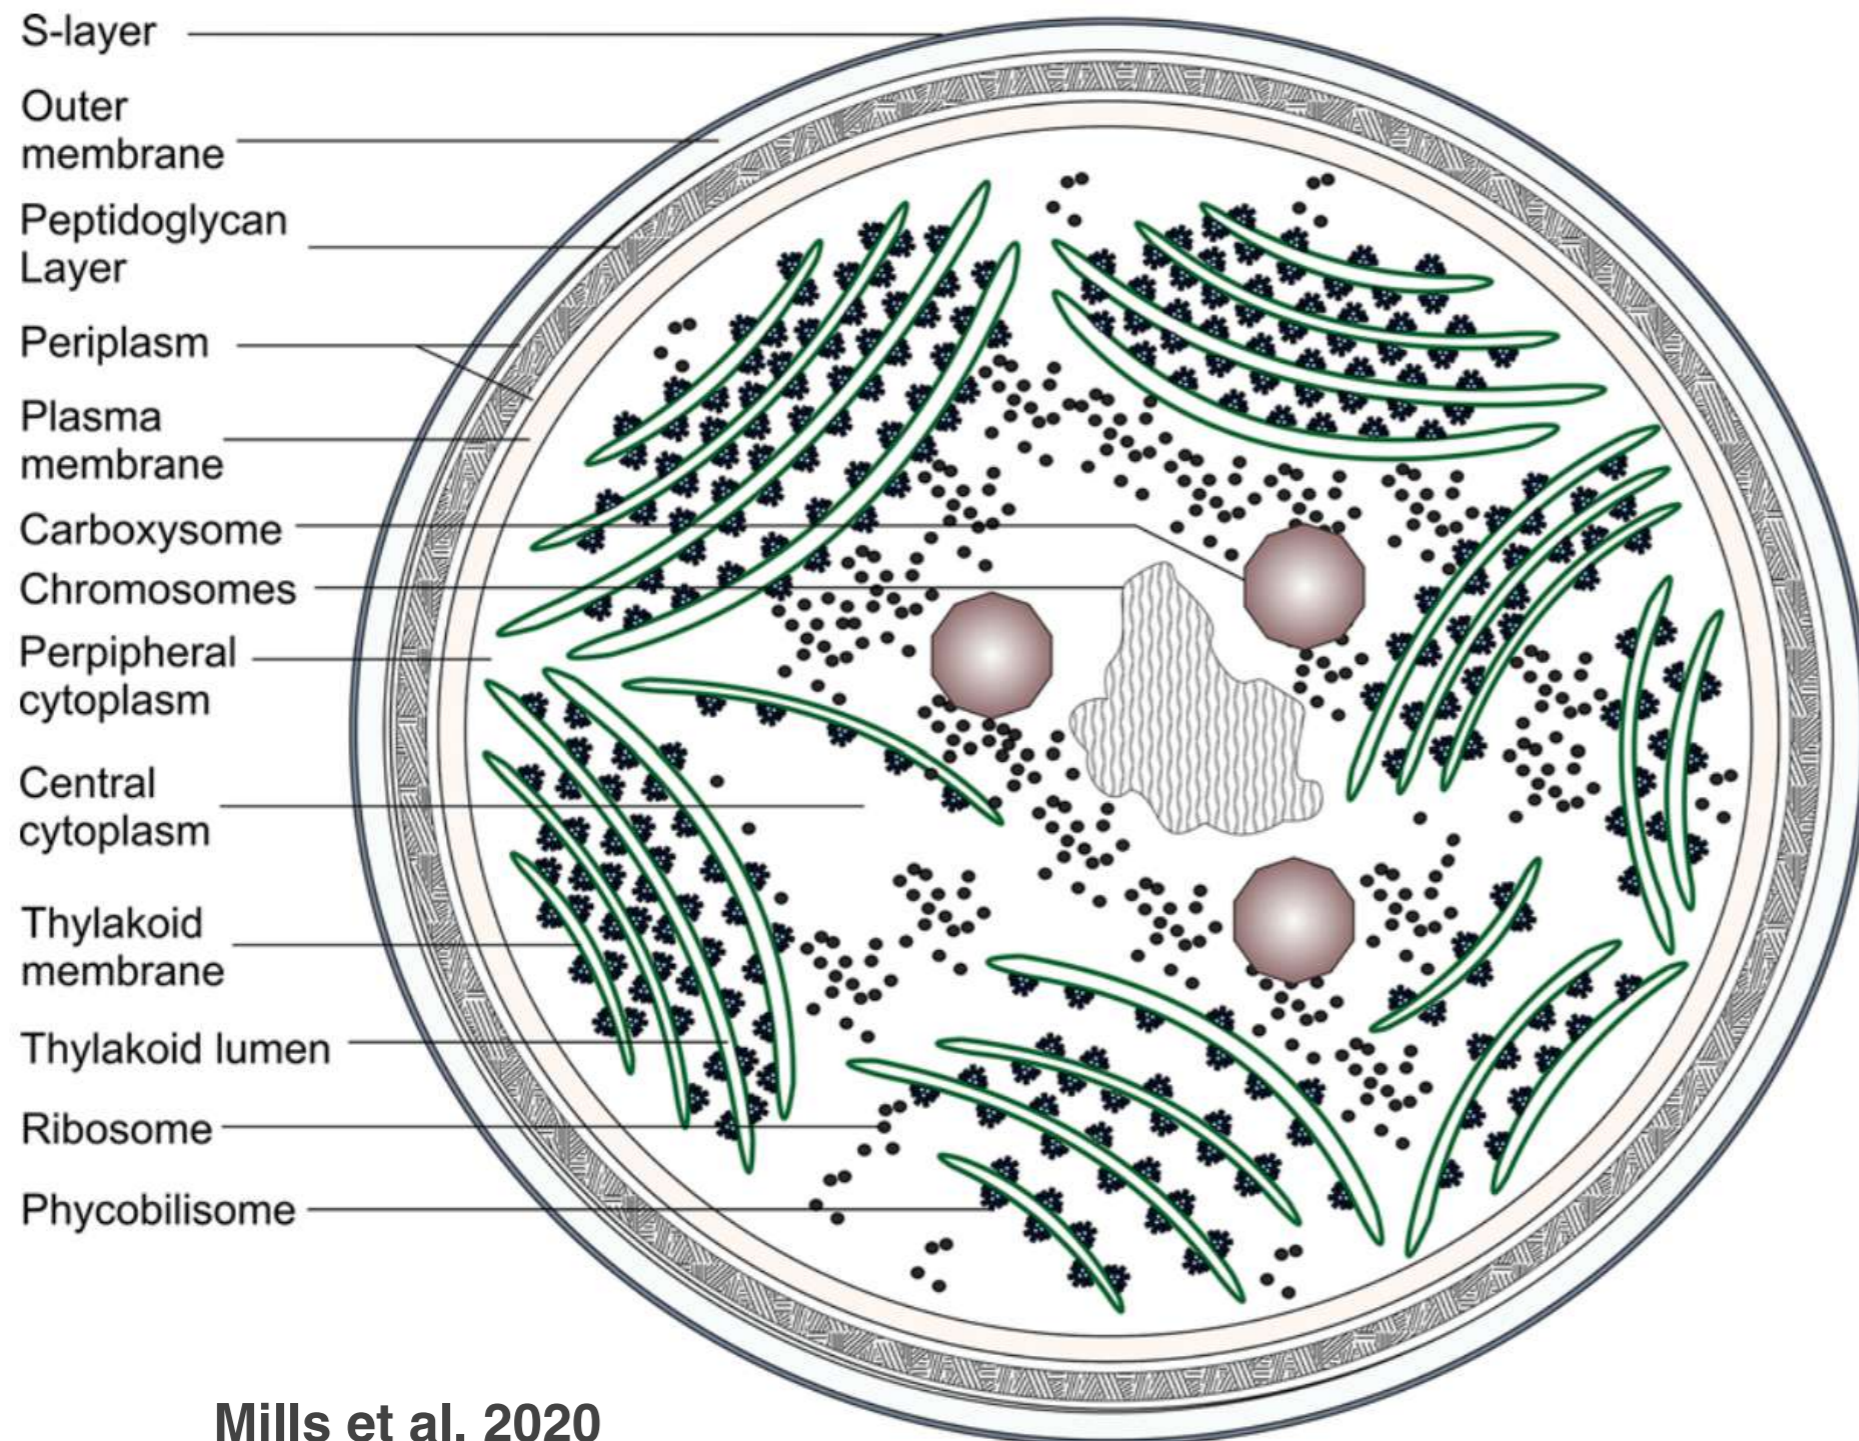 S-layer
Outer
membrane
Peptidoglycan
Layer
Periplasm
Plasma
membrane
Carboxysome
Chromosomes
Perpipheral
cytoplasm
Central
cytoplasm
Thylakoid
membrane
Thylakoid lumen
Ribosome
Phycobilisome
Mills et al. 2020